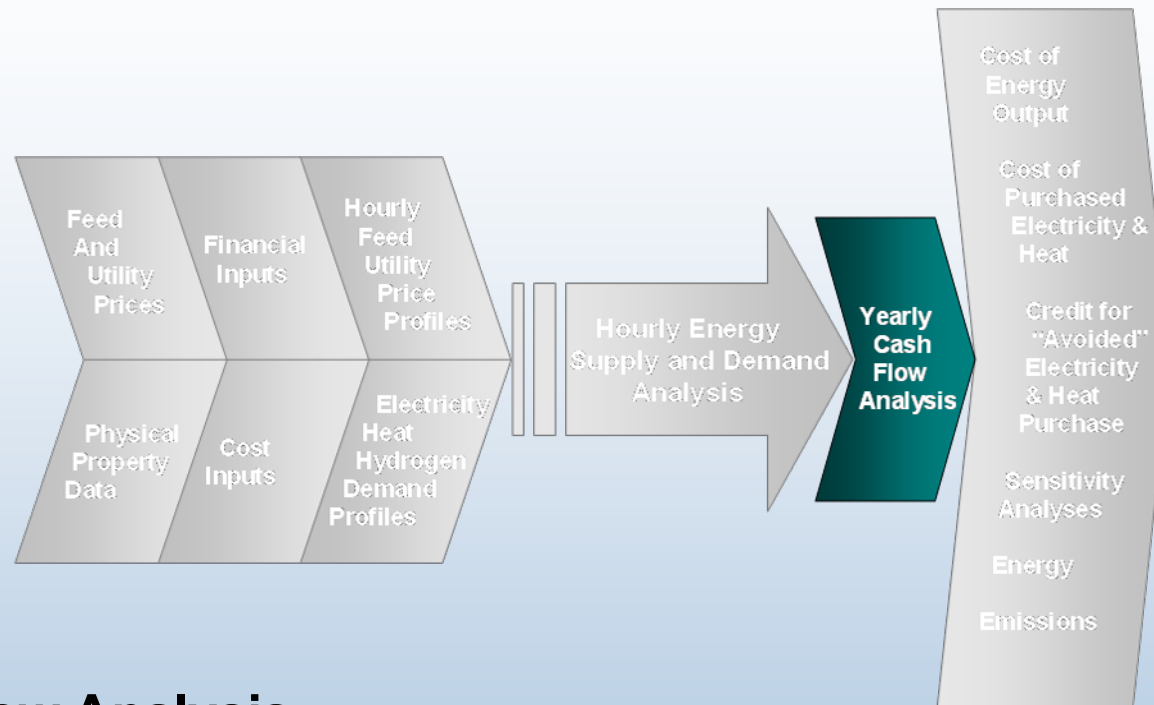 Feed
And
Utility
Prices
Financial
Inputs
Hourly
Feed
Utility
Price
Profiles
Physical
Property
Data
Cost
Inputs
Electricity
Heat
Hydrogen
Demand
Profiles
Hourly Energy
Supply and Demand
Analysis
Yearly
Cash
Flow
Analysis
Cost of
Energy
Output
Cost of
Purchased
Electricity &
Heat
Credit for
"Avoided"
Electricity
& Heat
Purchase
Sensitivity
Analyses
Energy
Emissions
Analysis